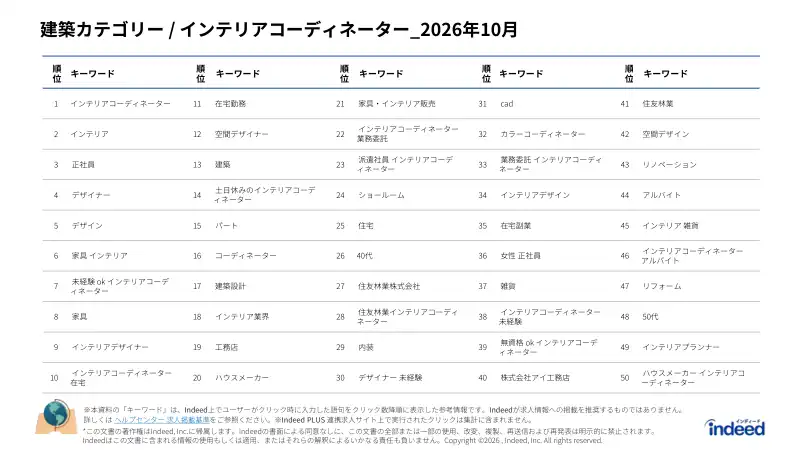 建築カテゴリー / インテリアコーディネーター_2026年10月
順位 キーワード 順位 キーワード 順位 キーワード 順位 キーワード 順位 キーワード
1 インテリアコーディネーター 11 在宅勤務 21 家具・インテリア販売 31 cad 41 住友林業
2 インテリア 12 空間デザイナー 22 インテリアコーディネーター 業務委託 32 カラーコーディネーター 42 空間デザイン
3 正社員 13 建築 23 派遣社員 インテリアコーディネーター 33 業務委託 インテリアコーディネーター 43 リノベーション
4 デザイナー 14 土日休みのインテリアコーディネーター 24 ショールーム 34 インテリアデザイン 44 アルバイト
5 デザイン 15 パート 25 住宅 35 在宅副業 45 インテリア 雑貨
6 家具 インテリア 16 コーディネーター 26 40代 36 女性 正社員 46 インテリアコーディネーター アルバイト
7 未経験 ok インテリアコーディネーター 17 建築設計 27 住友林業株式会社 37 雑貨 47 リフォーム
8 家具 18 インテリア業界 28 住友林業インテリアコーディネーター 38 インテリアコーディネーター 未経験 48 50代
9 インテリアデザイナー 19 工務店 29 内装 39 無資格 ok インテリアコーディネーター 49 インテリアプランナー
10 インテリアコーディネーター 在宅 20 ハウスメーカー 30 デザイナー 未経験 40 株式会社アイ工務店 50 ハウスメーカー インテリアコーディネーター
※本資料の「キーワード」は、Indeed上でユーザーがクリック時に入力した語句をクリック数降順に表示した参考情報です。Indeedが求人情報への掲載を推奨するものではありません。
詳しくは ヘルプセンター 求人掲載基準をご参照ください。※Indeed PLUS 連携求人サイト上で実行されたクリックは集計に含まれません。
*この文書の著作権はIndeed, Inc.に帰属します。Indeedの書面による同意なしに、この文書の全部または一部の使用、改変、複製、再送信および再発表は明示的に禁止されます。
Indeedはこの文書に含まれる情報の使用もしくは適用、またはそれらの解釈によるいかなる責任も負いません。Copyright ©2026 , Indeed, Inc. All rights reserved.
インディード
indeed